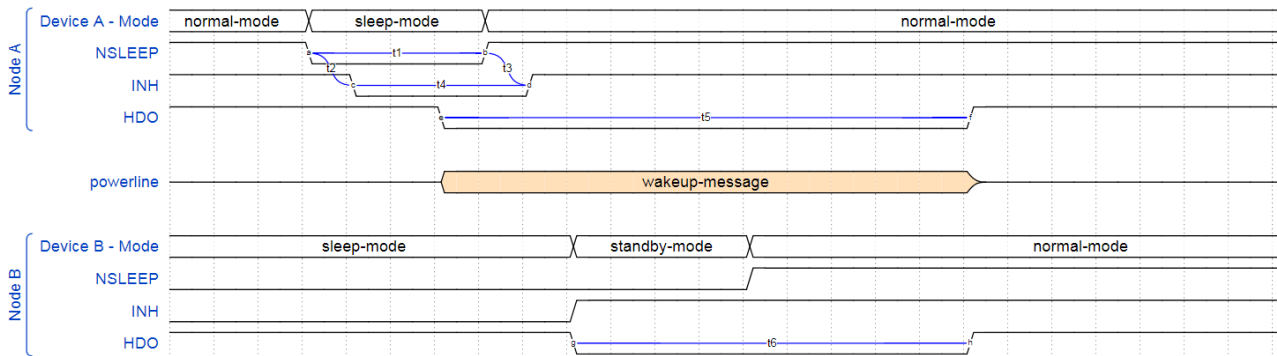 Node A
Device A - Mode normal-mode sleep-mode normal-mode
NSLEEP a t1 b
t2 t3
INH c t4 d
HDO e t5 f
powerline wakeup-message
Node B
Device B - Mode sleep-mode standby-mode normal-mode
NSLEEP
INH
HDO g t6 h